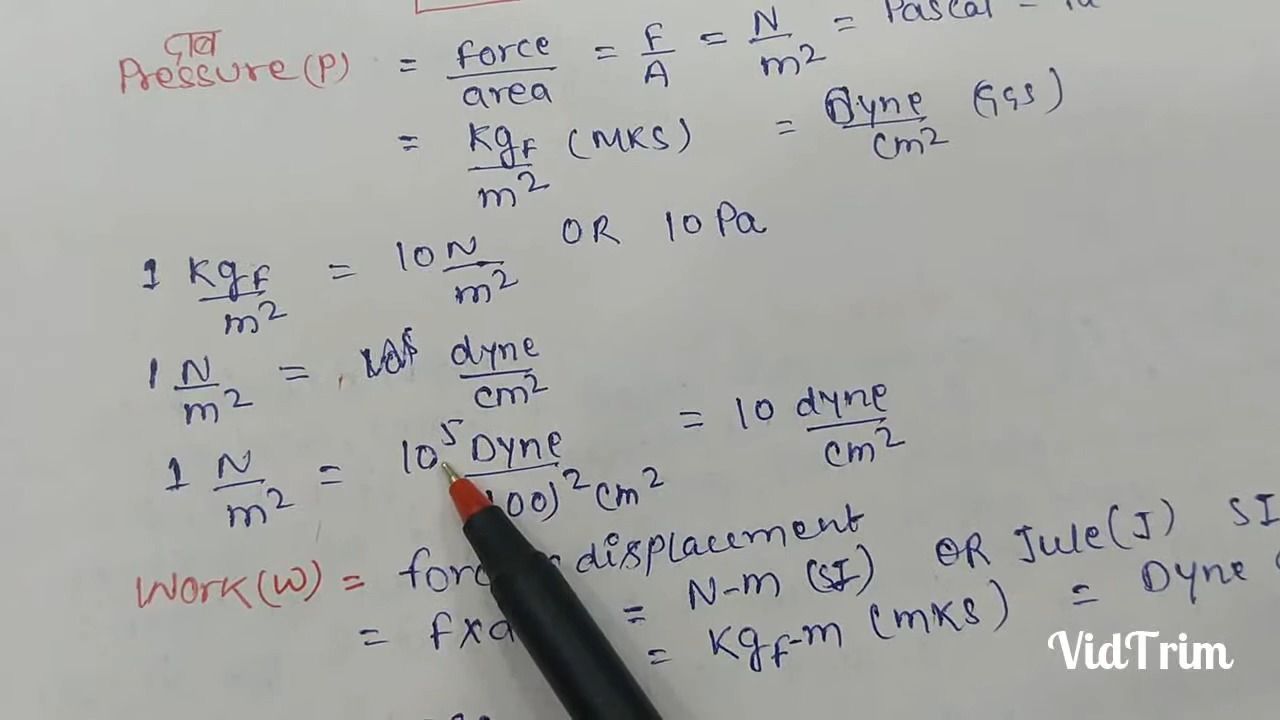 दाब
Pressure (P) = force / area = F / A = N / m² = Pascal -
= Kgf / m² (MKS) = Dyne / cm² (CGS)
1 Kgf / m² = 10 N / m² OR 10 Pa
1 N / m² = dyne / cm²
1 N / m² = 10⁵ Dyne / 100)² cm² = 10 dyne / cm²
Work (W) = displacement
= N-m (SI) OR Jule (J) SI
= F x = Kgf-m (MKS) = Dyne
VidTrim